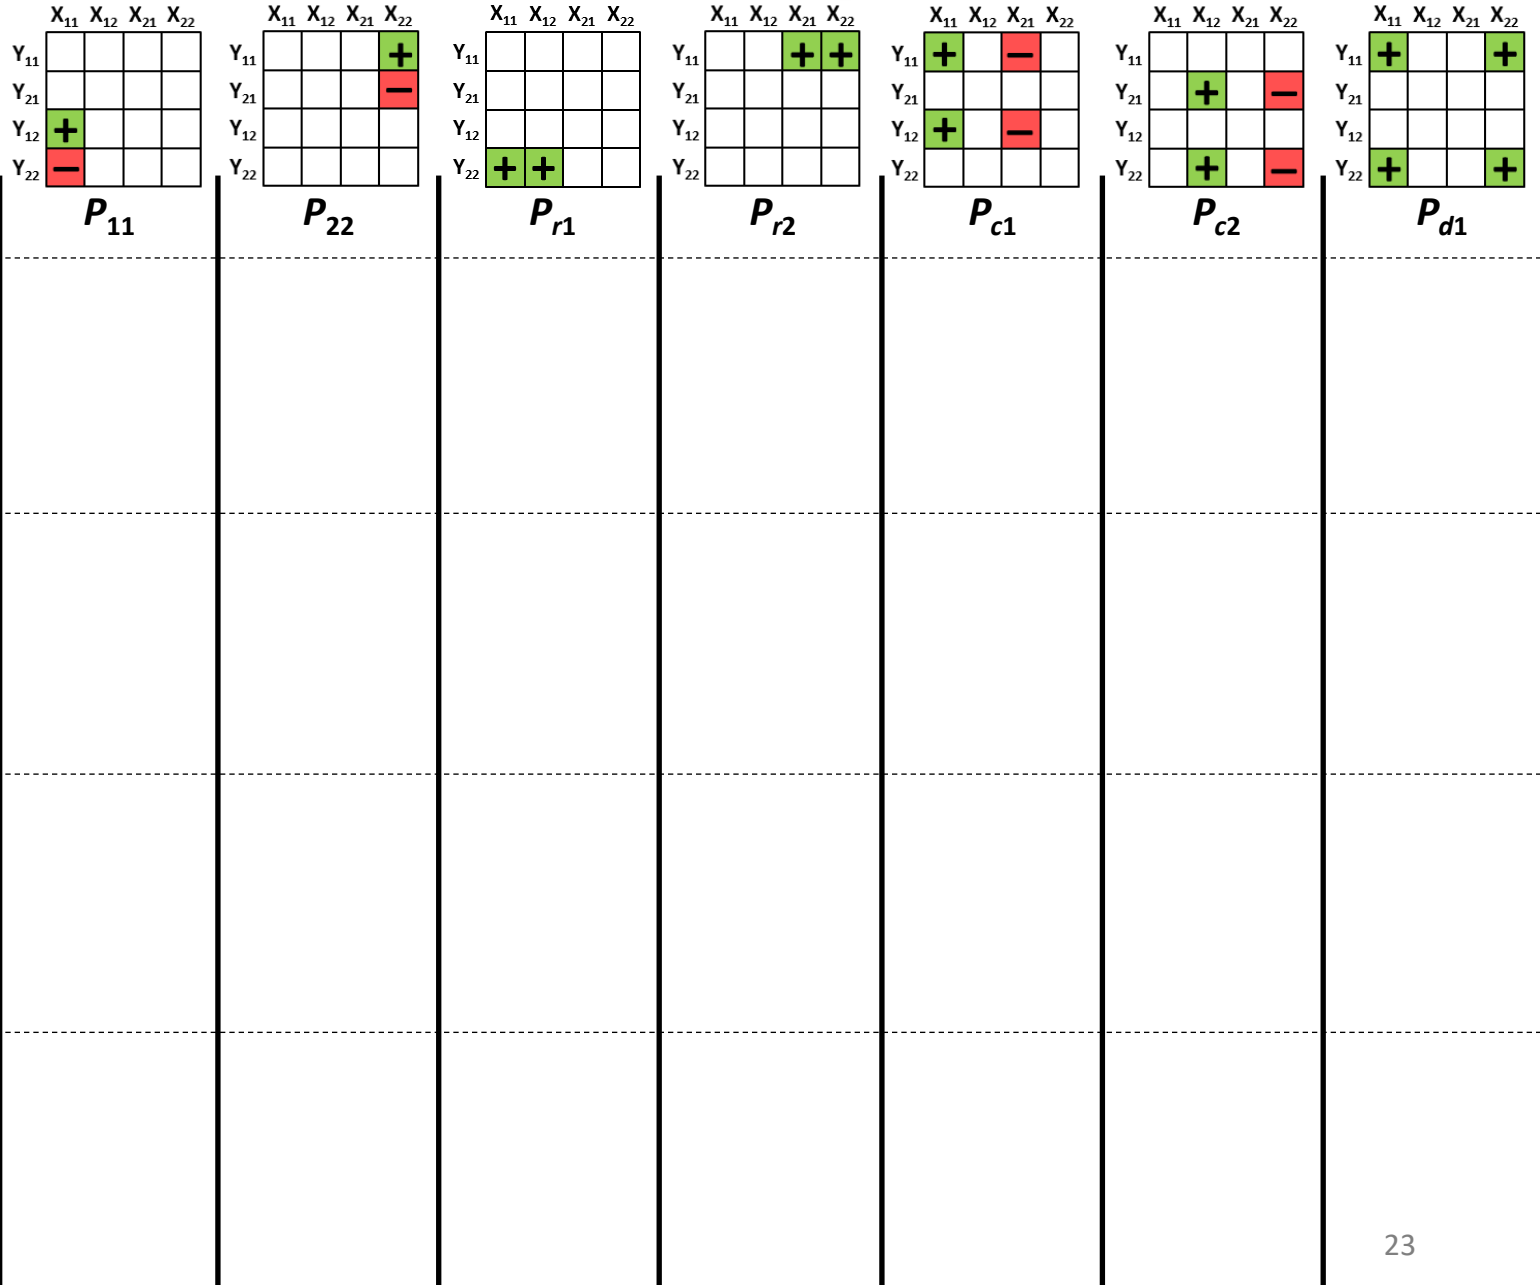 X11 X12 X21 X22 X11 X12 X21 X22 X11 X12 X21 X22 X11 X12 X21 X22 X11 X12 X21 X22 X11 X12 X21 X22 X11 X12 X21 X22
Y11 Y11 + Y11 Y11 + + Y11 + − Y11 Y11 + +
Y21 Y21 − Y21 Y21 Y21 Y21 + − Y21
Y12 + Y12 Y12 Y12 Y12 + − Y12 Y12
Y22 − Y22 Y22 + + Y22 Y22 Y22 + − Y22 + +
P11 P22 Pr1 Pr2 Pc1 Pc2 Pd1
23